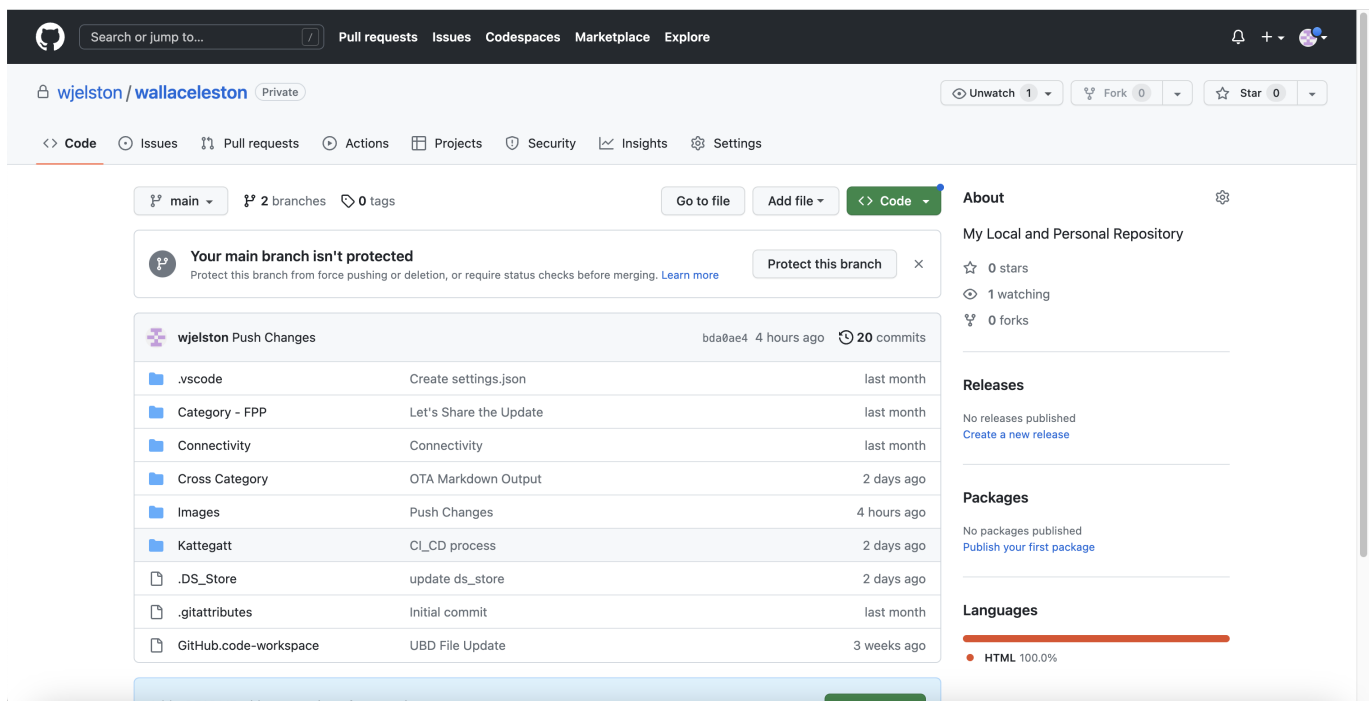 Search or jump to... /
Pull requests Issues Codespaces Marketplace Explore
wjelston / wallaceleston Private
Unwatch 1 Fork 0 Star 0
Code Issues Pull requests Actions Projects Security Insights Settings
main 2 branches 0 tags Go to file Add file Code
Your main branch isn't protected
Protect this branch from force pushing or deletion, or require status checks before merging. Learn more
Protect this branch
wjelston Push Changes bda0ae4 4 hours ago 20 commits
.vscode Create settings.json last month
Category - FPP Let's Share the Update last month
Connectivity Connectivity last month
Cross Category OTA Markdown Output 2 days ago
Images Push Changes 4 hours ago
Kattegatt CI_CD process 2 days ago
.DS_Store update ds_store 2 days ago
.gitattributes Initial commit last month
GitHub.code-workspace UBD File Update 3 weeks ago
About
My Local and Personal Repository
0 stars
1 watching
0 forks
Releases
No releases published
Create a new release
Packages
No packages published
Publish your first package
Languages
HTML 100.0%